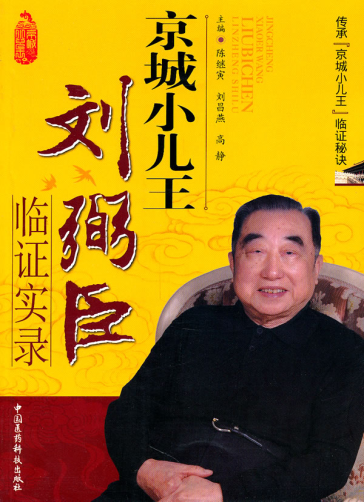 传承『京城小儿王』临证秘诀
JINGCHENG
XIAOER WANG
LIUBICHEN
LINZHENG SHILU
主编 陈继寅 刘昌燕 高静
京城小儿王
刘弼臣
临证实录
中国医药科技出版社